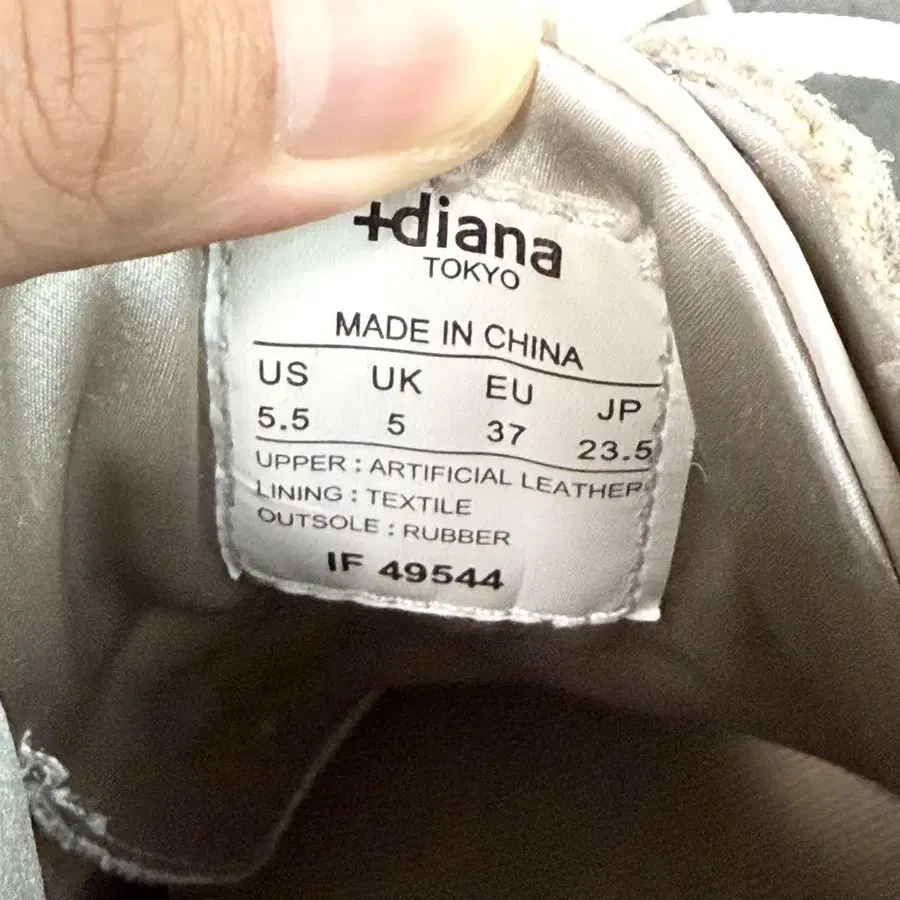 +diana
TOKYO
MADE IN CHINA
US UK EU JP
5.5 5 37 23.5
UPPER : ARTIFICIAL LEATHER
LINING : TEXTILE
OUTSOLE : RUBBER
IF 49544